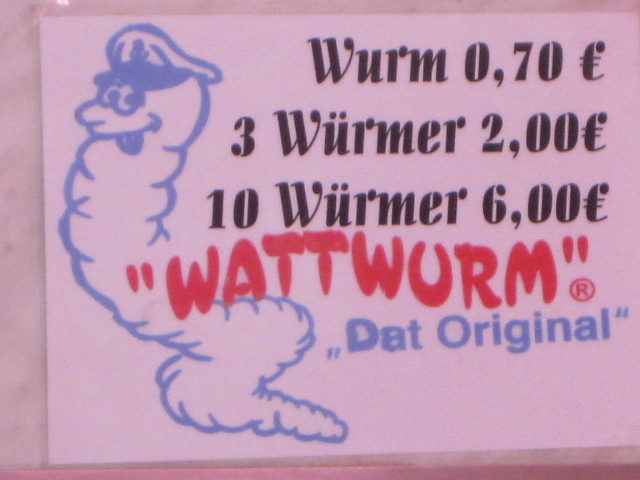 Wurm 0,70 €
3 Würmer 2,00€
10 Würmer 6,00€
"WATTWURM"®
„Dat Original“